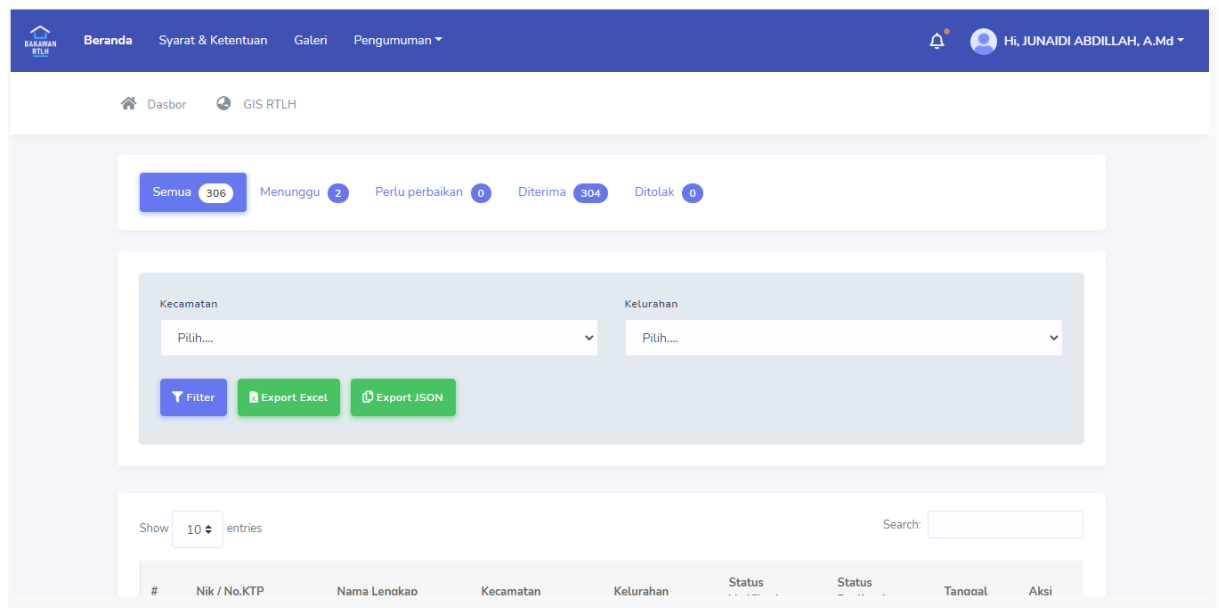 BAKAWAN
RTLH
Beranda Syarat & Ketentuan Galeri Pengumuman Hi, JUNAIDI ABDILLAH, A.Md
Dasbor GIS RTLH
Semua 306 Menunggu 2 Perlu perbaikan 0 Diterima 304 Ditolak 0
Kecamatan Kelurahan
Pilih.... Pilih....
Filter Export Excel Export JSON
Show 10 entries Search:
# Nik / No.KTP Nama Lengkap Kecamatan Kelurahan Status Status Tanggal Aksi